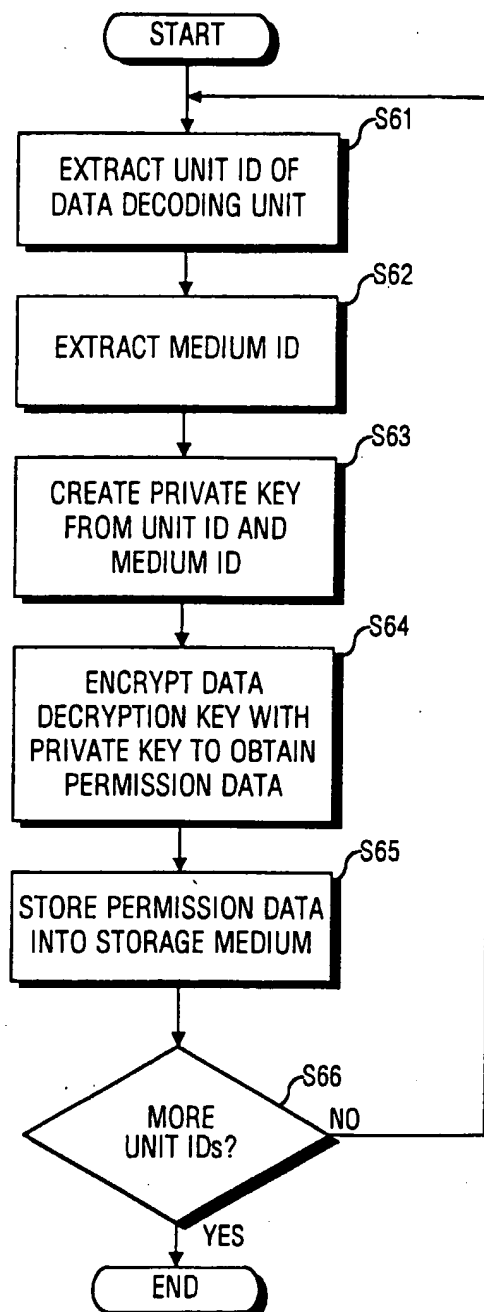 START
S61
EXTRACT UNIT ID OF
DATA DECODING UNIT
S62
EXTRACT MEDIUM ID
S63
CREATE PRIVATE KEY
FROM UNIT ID AND
MEDIUM ID
S64
ENCRYPT DATA
DECRYPTION KEY WITH
PRIVATE KEY TO OBTAIN
PERMISSION DATA
S65
STORE PERMISSION DATA
INTO STORAGE MEDIUM
S66
MORE
UNIT IDs?
NO
YES
END